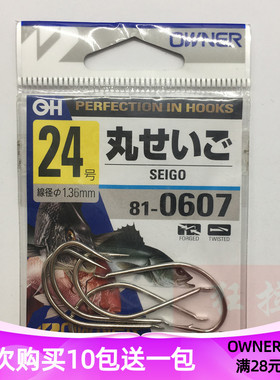 OWNER
OH PERFECTION IN HOOKS
24号
線径Φ1.36mm
丸せいご
SEIGO
81-0607
FORGED TWISTED
次购买10包送一包
OWNER
满28元